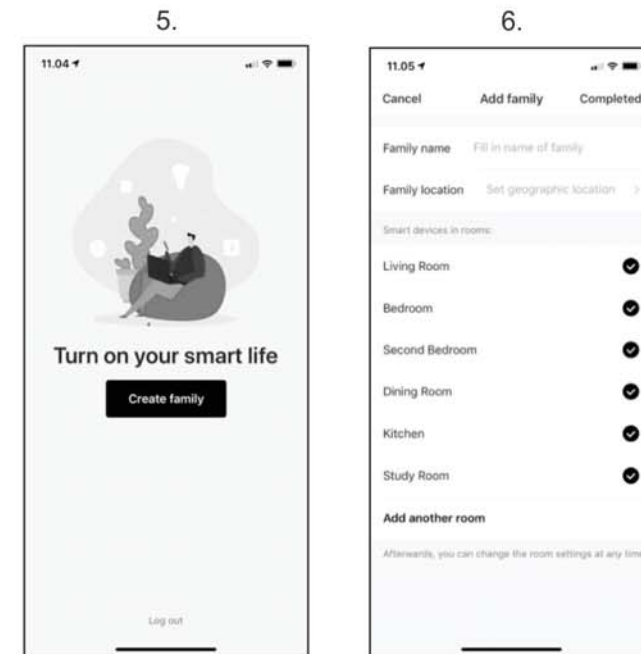 5.
11.04
Turn on your smart life
Create family
Log out
6.
11.05
Cancel Add family Completed
Family name Fill in name of family
Family location Set geographic location >
Smart devices in rooms:
Living Room
Bedroom
Second Bedroom
Dining Room
Kitchen
Study Room
Add another room
Afterwards, you can change the room settings at any time